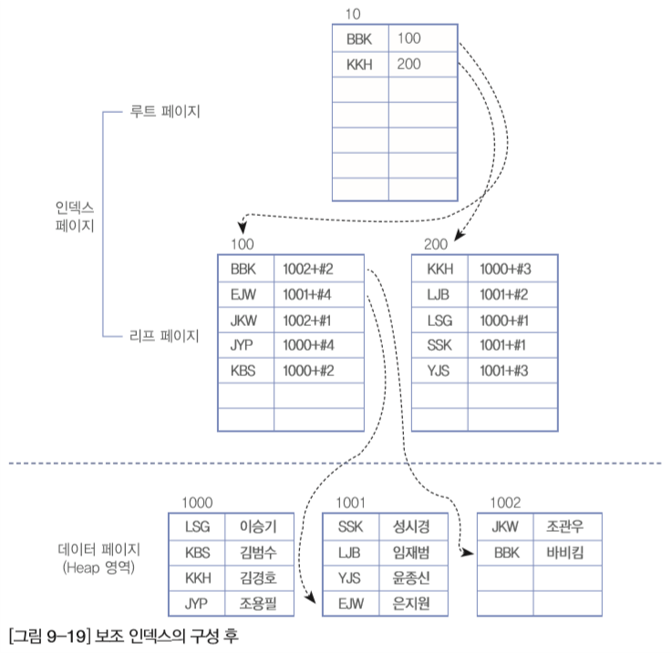 10
BBK 100
KKH 200
루트 페이지
인덱스
페이지
리프 페이지
100
BBK 1002+#2
EJW 1001+#4
JKW 1002+#1
JYP 1000+#4
KBS 1000+#2
200
KKH 1000+#3
LJB 1001+#2
LSG 1000+#1
SSK 1001+#1
YJS 1001+#3
데이터 페이지
(Heap 영역)
1000
LSG 이승기
KBS 김범수
KKH 김경호
JYP 조용필
1001
SSK 성시경
LJB 임재범
YJS 윤종신
EJW 은지원
1002
JKW 조관우
BBK 바비킴
[그림 9-19] 보조 인덱스의 구성 후